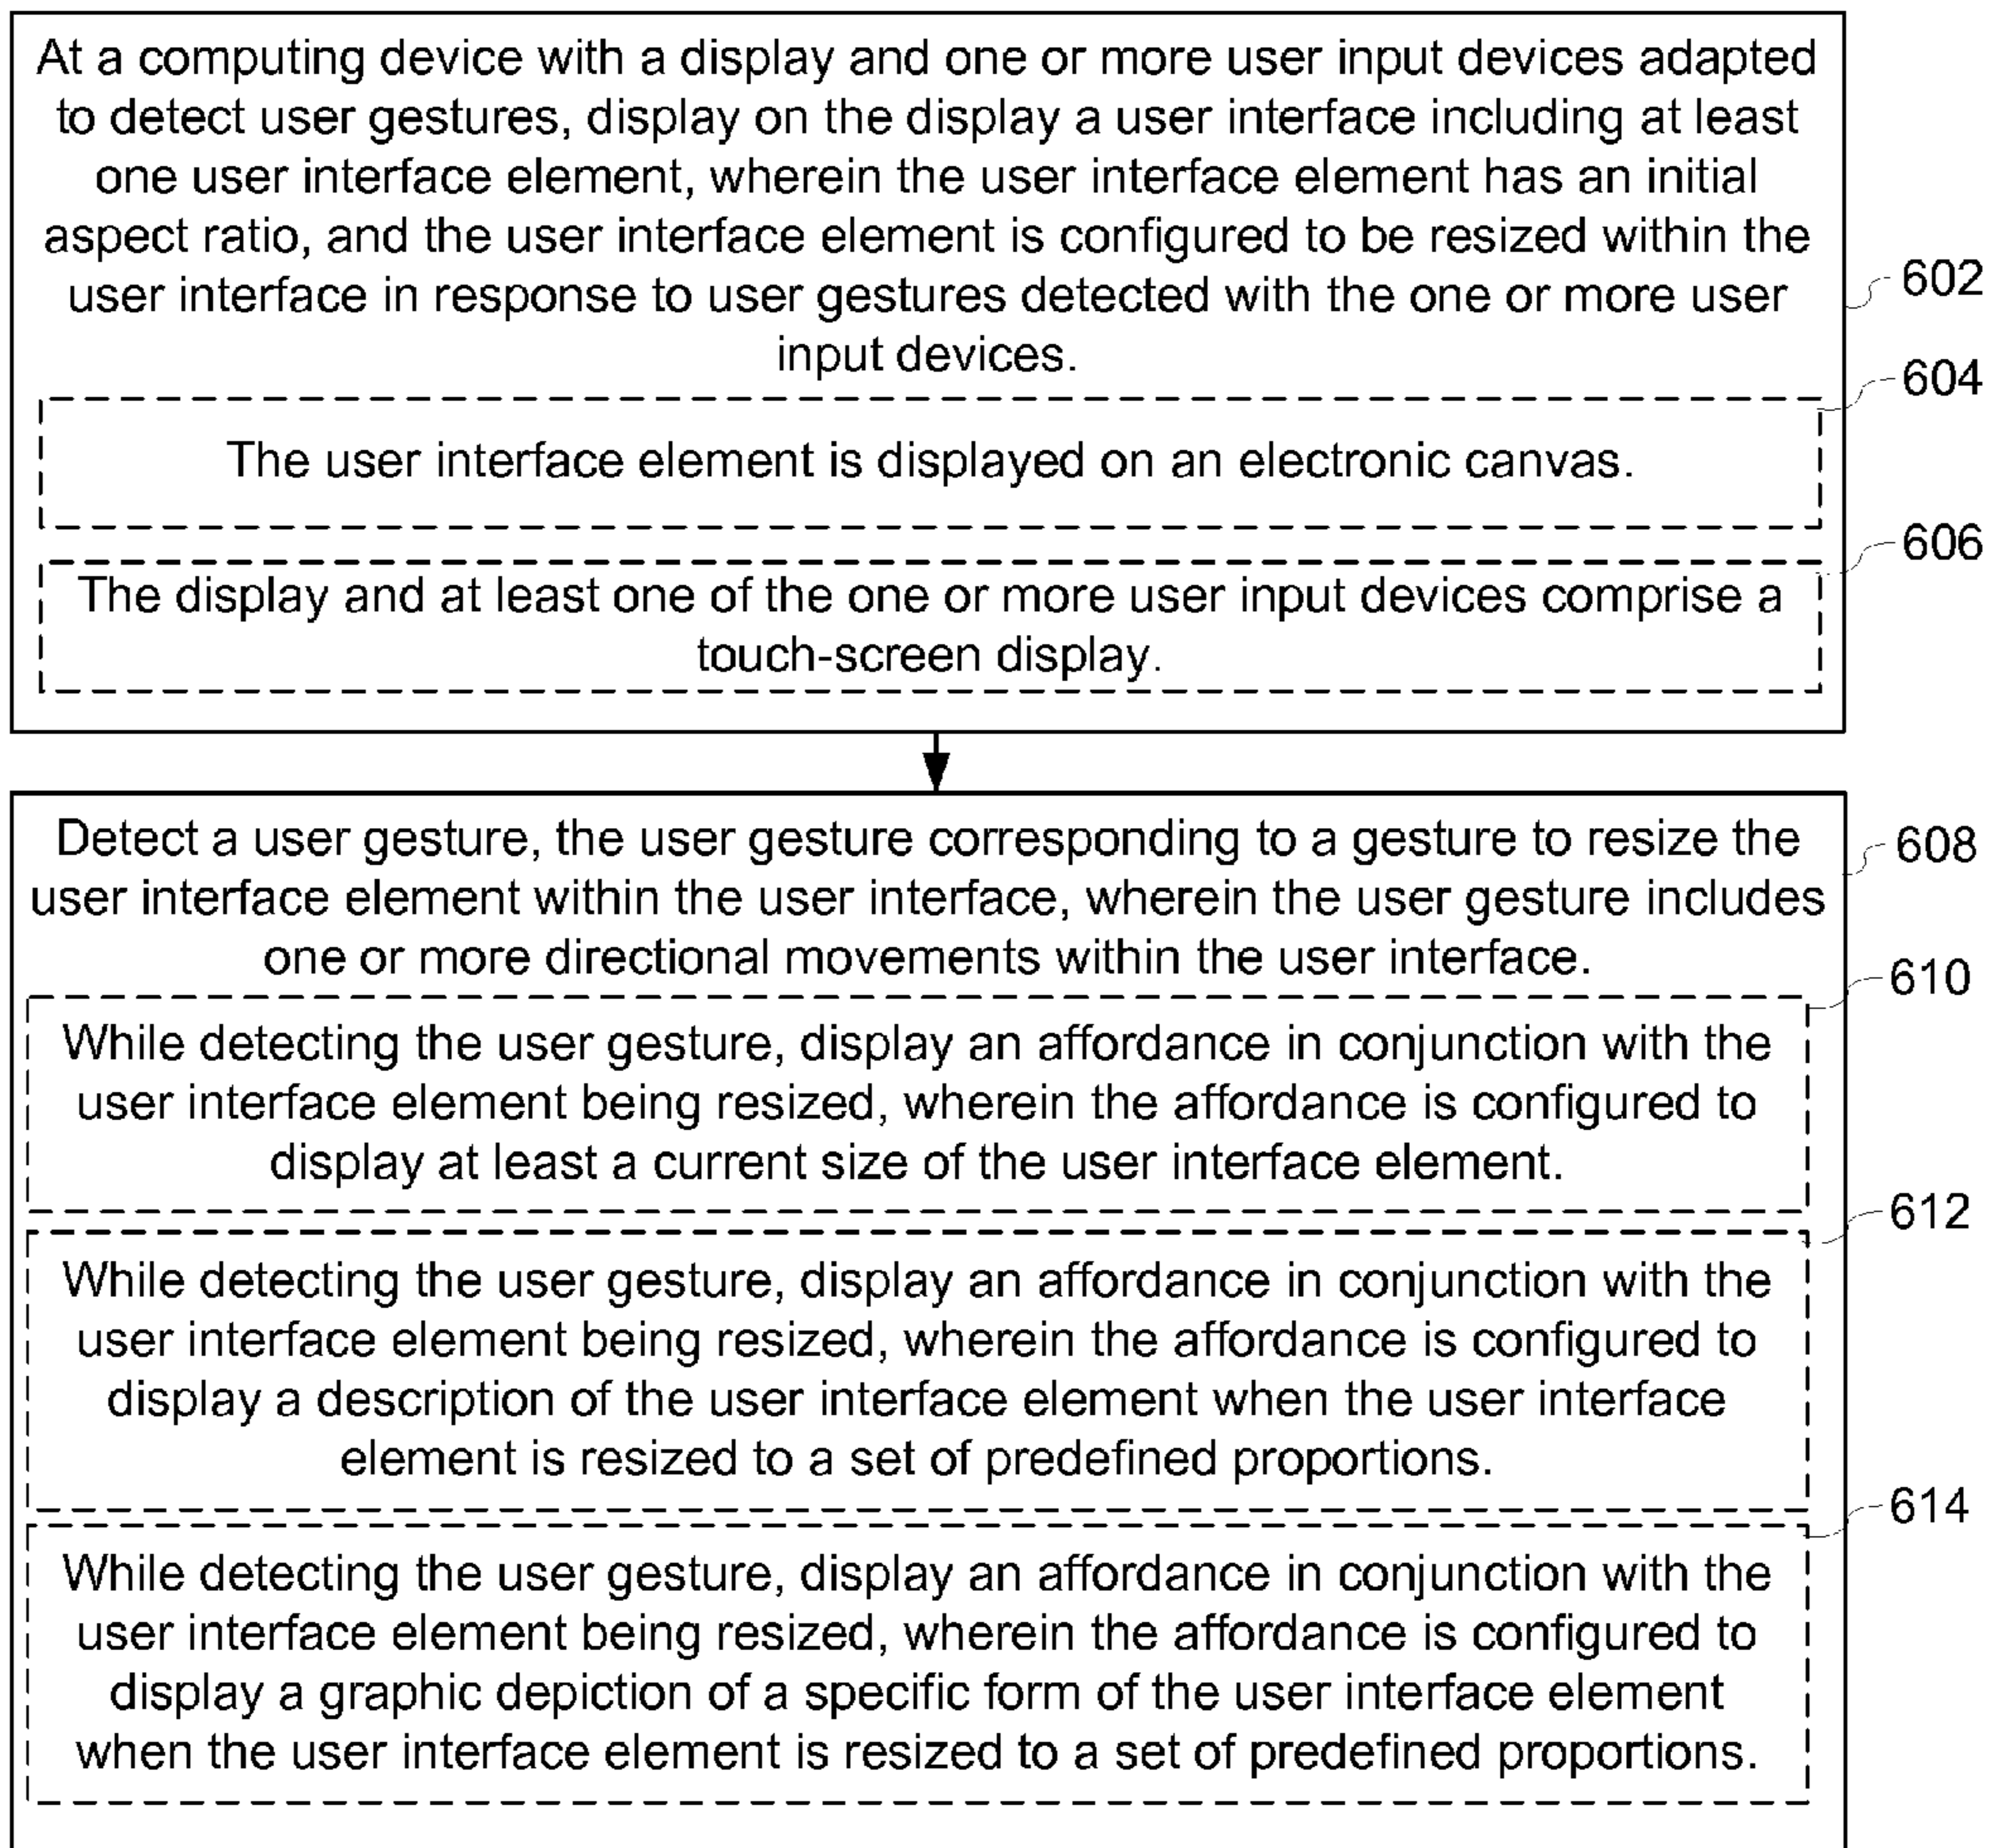 At a computing device with a display and one or more user input devices adapted
to detect user gestures, display on the display a user interface including at least
one user interface element, wherein the user interface element has an initial
aspect ratio, and the user interface element is configured to be resized within the
user interface in response to user gestures detected with the one or more user
input devices.
602
604
The user interface element is displayed on an electronic canvas.
606
The display and at least one of the one or more user input devices comprise a
touch-screen display.
Detect a user gesture, the user gesture corresponding to a gesture to resize the
user interface element within the user interface, wherein the user gesture includes
one or more directional movements within the user interface.
608
610
While detecting the user gesture, display an affordance in conjunction with the
user interface element being resized, wherein the affordance is configured to
display at least a current size of the user interface element.
612
While detecting the user gesture, display an affordance in conjunction with the
user interface element being resized, wherein the affordance is configured to
display a description of the user interface element when the user interface
element is resized to a set of predefined proportions.
614
While detecting the user gesture, display an affordance in conjunction with the
user interface element being resized, wherein the affordance is configured to
display a graphic depiction of a specific form of the user interface element
when the user interface element is resized to a set of predefined proportions.